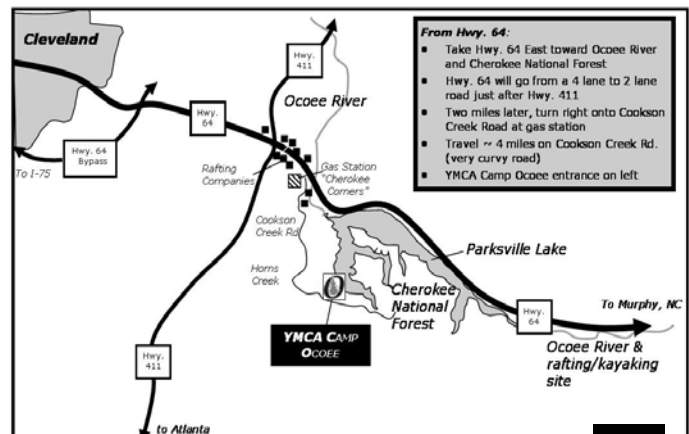 Cleveland
Hwy.
411
Ocoee River
Hwy.
64
Hwy. 64
Bypass
To I-75
Rafting
Companies
Gas Station
"Cherokee
Corners"
Cookson
Creek Rd
Horns
Creek
YMCA CAMP
OCOEE
Cherokee
National
Forest
Parksville Lake
Hwy.
64
To Murphy, NC
Ocoee River &
rafting/kayaking
site
Hwy.
411
to Atlanta
From Hwy. 64:
▪ Take Hwy. 64 East toward Ocoee River
and Cherokee National Forest
▪ Hwy. 64 will go from a 4 lane to 2 lane
road just after Hwy. 411
▪ Two miles later, turn right onto Cookson
Creek Road at gas station
▪ Travel ~ 4 miles on Cookson Creek Rd.
(very curvy road)
▪ YMCA Camp Ocoee entrance on left